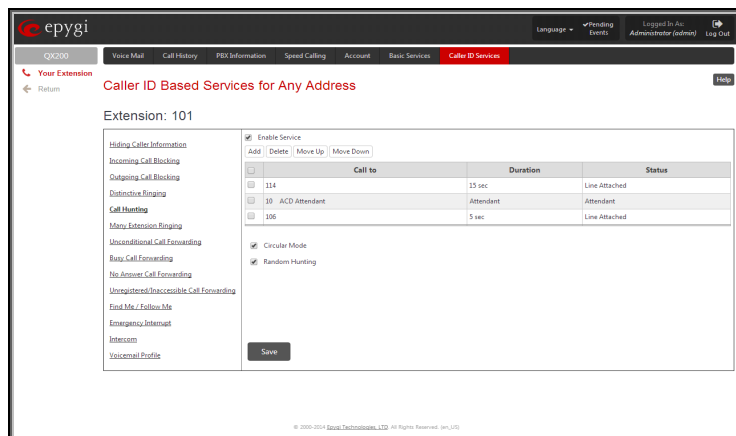 epygi
Language
Pending Events
Logged In As:
Administrator (admin)
Log Out
QX200
Voice Mail
Call History
PBX Information
Speed Calling
Account
Basic Services
Caller ID Services
Your Extension
Return
Caller ID Based Services for Any Address
Help
Extension: 101
Hiding Caller Information
Incoming Call Blocking
Outgoing Call Blocking
Distinctive Ringing
Call Hunting
Many Extension Ringing
Unconditional Call Forwarding
Busy Call Forwarding
No Answer Call Forwarding
Unregistered/Inaccessible Call Forwarding
Find Me / Follow Me
Emergency Interrupt
Intercom
Voicemail Profile
Enable Service
Add Delete Move Up Move Down
Call to Duration Status
114 15 sec Line Attached
10 ACD Attendant Attendant Attendant
106 5 sec Line Attached
Circular Mode
Random Hunting
Save
© 2000-2014 Epygi Technologies, LTD. All Rights Reserved. (en_US)